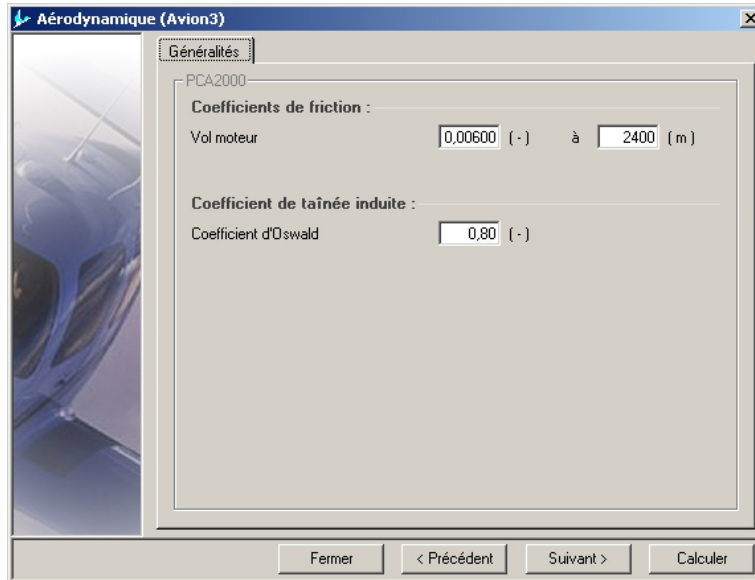 Aérodynamique (Avion3)
Généralités
PCA2000
Coefficients de friction :
Vol moteur 0,00600 (-) à 2400 (m)
Coefficient de taînée induite :
Coefficient d'Oswald 0,80 (-)
Fermer < Précédent Suivant > Calculer